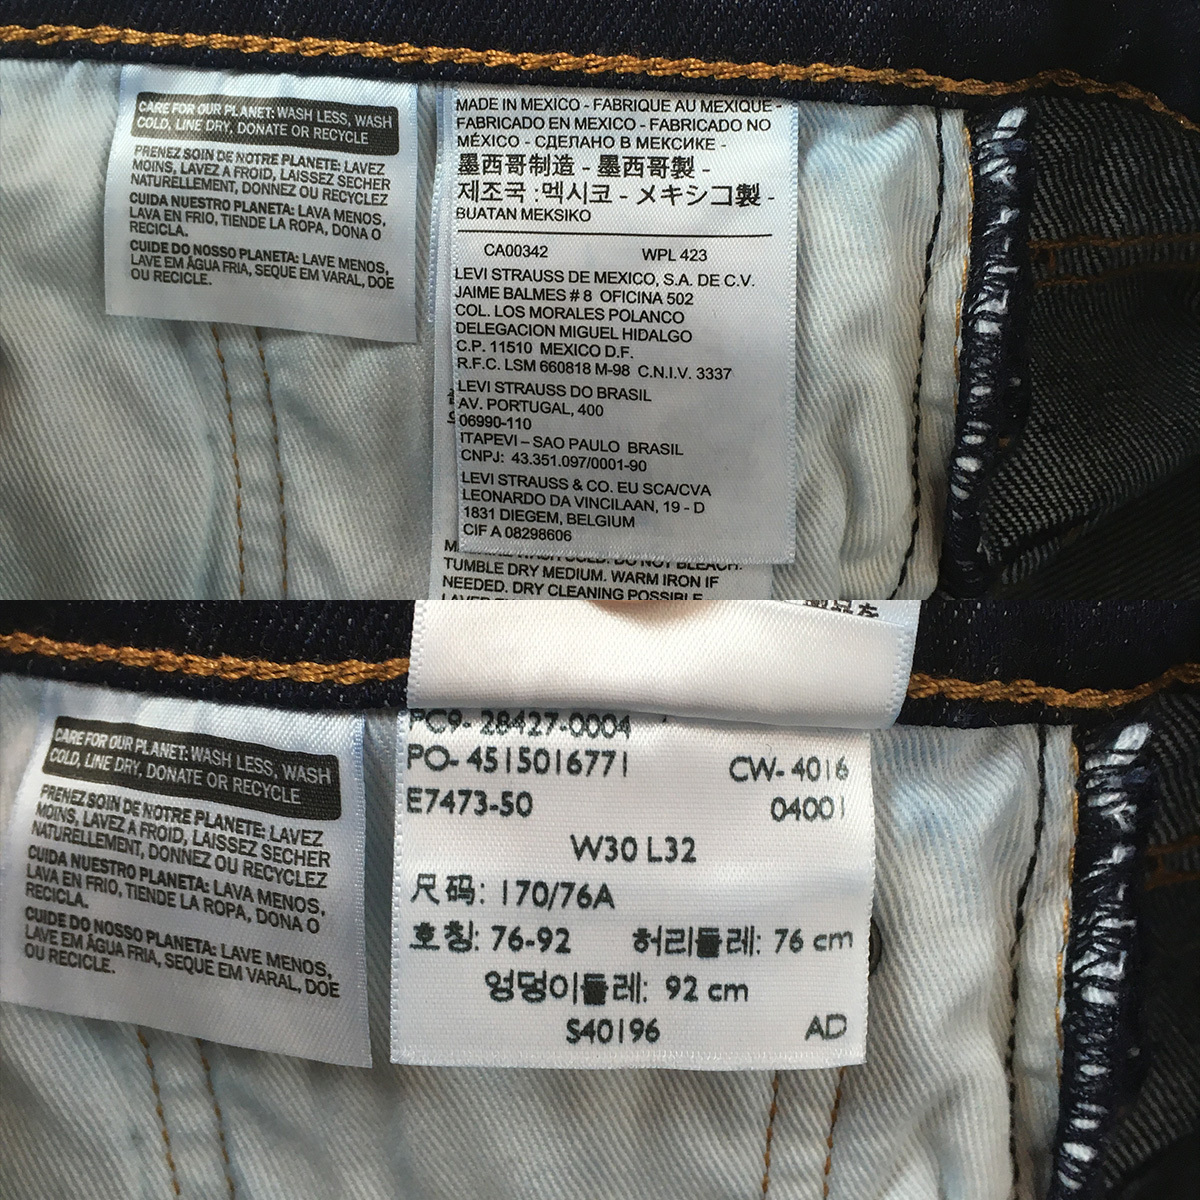 CARE FOR OUR PLANET: WASH LESS, WASH
COLD, LINE DRY, DONATE OR RECYCLE
PRENEZ SOIN DE NOTRE PLANETE: LAVEZ
MOINS, LAVEZ A FROID, LAISSEZ SECHER
NATURELLEMENT, DONNEZ OU RECYCLEZ
CUIDA NUESTRO PLANETA: LAVA MENOS,
LAVA EN FRIO, TIENDE LA ROPA, DONA O
RECICLA.
CUIDE DO NOSSO PLANETA: LAVE MENOS,
LAVE EM ÁGUA FRIA, SEQUE EM VARAL, DOE
OU RECICLE.
MADE IN MEXICO - FABRIQUE AU MEXIQUE -
FABRICADO EN MEXICO - FABRICADO NO
MÉXICO - СДЕЛАНО В МЕКСИКЕ -
墨西哥制造 - 墨西哥製 -
제조국 :멕시코 - メキシコ製 -
BUATAN MEKSIKO
CA00342 WPL 423
LEVI STRAUSS DE MEXICO, S.A. DE C.V.
JAIME BALMES # 8 OFICINA 502
COL. LOS MORALES POLANCO
DELEGACION MIGUEL HIDALGO
C.P. 11510 MEXICO D.F.
R.F.C. LSM 660818 M-98 C.N.I.V. 3337
LEVI STRAUSS DO BRASIL
AV. PORTUGAL, 400
06990-110
ITAPEVI – SAO PAULO BRASIL
CNPJ: 43.351.097/0001-90
LEVI STRAUSS & CO. EU SCA/CVA
LEONARDO DA VINCILAAN, 19 - D
1831 DIEGEM, BELGIUM
CIF A 08298606
WASH COLD. DO NOT BLEACH.
TUMBLE DRY MEDIUM. WARM IRON IF
NEEDED. DRY CLEANING POSSIBLE
CARE FOR OUR PLANET: WASH LESS, WASH
COLD, LINE DRY, DONATE OR RECYCLE
PRENEZ SOIN DE NOTRE PLANETE: LAVEZ
MOINS, LAVEZ A FROID, LAISSEZ SECHER
NATURELLEMENT, DONNEZ OU RECYCLEZ
CUIDA NUESTRO PLANETA: LAVA MENOS,
LAVA EN FRIO, TIENDE LA ROPA, DONA O
RECICLA.
CUIDE DO NOSSO PLANETA: LAVE MENOS,
LAVE EM ÁGUA FRIA, SEQUE EM VARAL, DOE
OU RECICLE.
PC9- 28427-0004
PO- 4515016771 CW- 4016
E7473-50 04001
W30 L32
尺码: 170/76A
호칭: 76-92 허리둘레: 76 cm
엉덩이둘레: 92 cm
S40196 AD